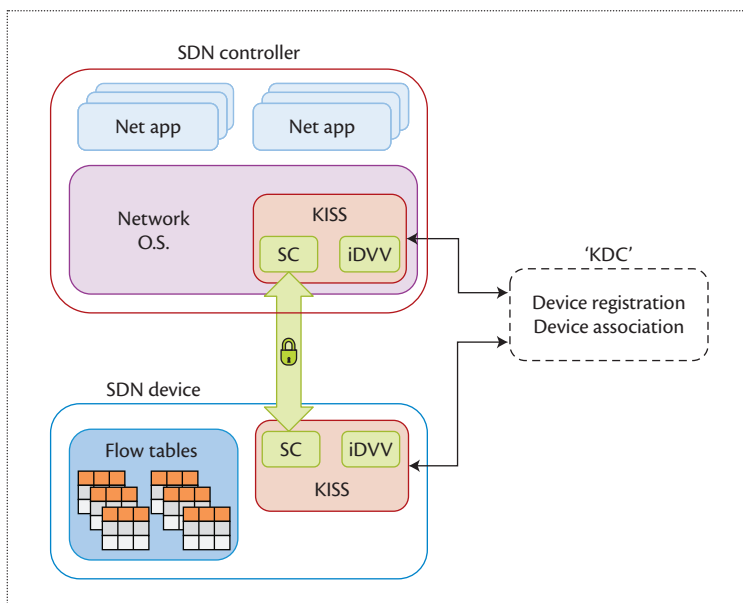 SDN controller
Net app
Net app
Network
O.S.
KISS
SC
iDVV
'KDC'
Device registration
Device association
SDN device
Flow tables
SC
iDVV
KISS